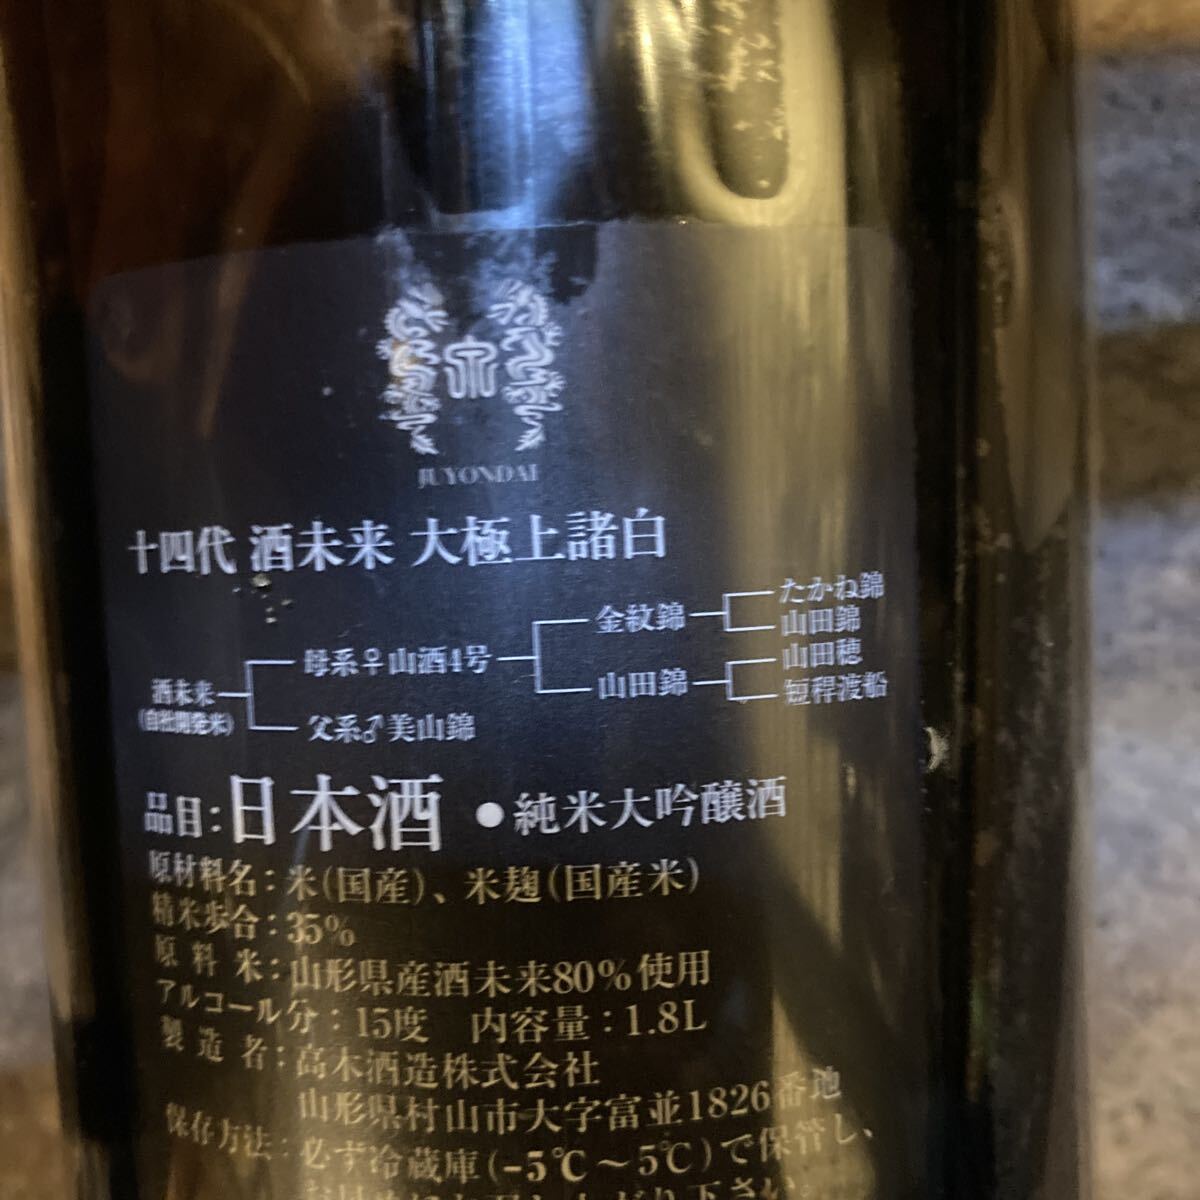 JUYONDAI
十四代 酒未来 大極上諸白
酒未来
(自社開発米)
母系♀山酒4号
父系♂美山錦
金紋錦
山田錦
たかね錦
山田錦
山田穂
短稈渡船
品目:日本酒 ●純米大吟醸酒
原材料名:米(国産)、米麹(国産米)
精米歩合:35%
原料米:山形県産酒未来80%使用
アルコール分:15度 内容量:1.8L
製造者:高木酒造株式会社
山形県村山市大字富並1826番地
保存方法:必ず冷蔵庫(-5℃~5℃)で保管し、